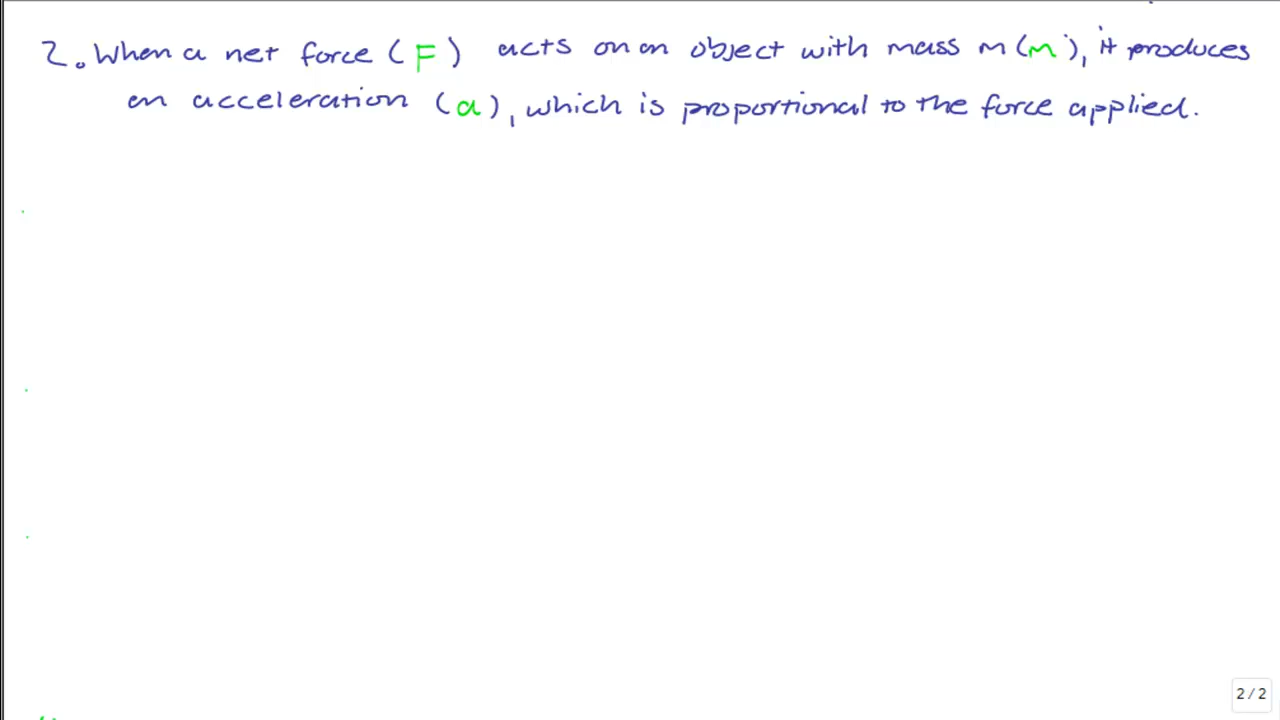 2. When a net force (F) acts on an object with mass m (m), it produces
an acceleration (a), which is proportional to the force applied.
2 / 2